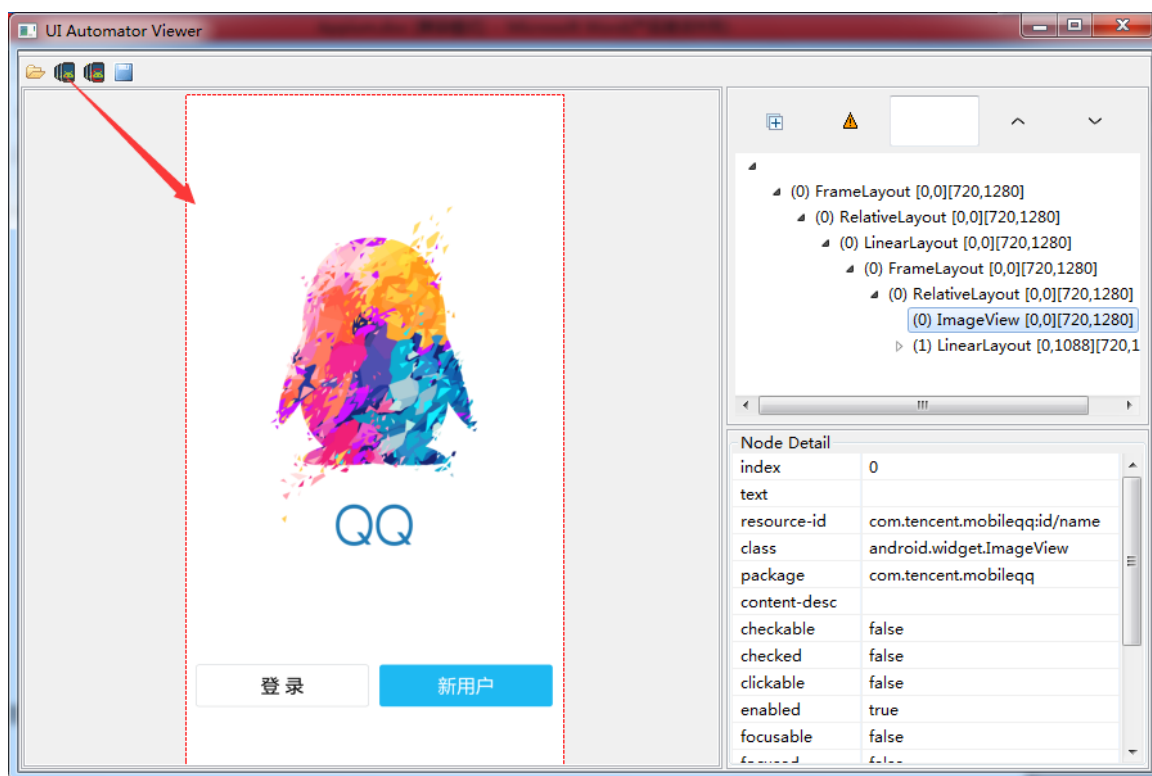 UI Automator Viewer
(0) FrameLayout [0,0][720,1280]
(0) RelativeLayout [0,0][720,1280]
(0) LinearLayout [0,0][720,1280]
(0) FrameLayout [0,0][720,1280]
(0) RelativeLayout [0,0][720,1280]
(0) ImageView [0,0][720,1280]
(1) LinearLayout [0,1088][720,1
QQ
登 录
新用户
Node Detail
index 0
text
resource-id com.tencent.mobileqq:id/name
class android.widget.ImageView
package com.tencent.mobileqq
content-desc
checkable false
checked false
clickable false
enabled true
focusable false